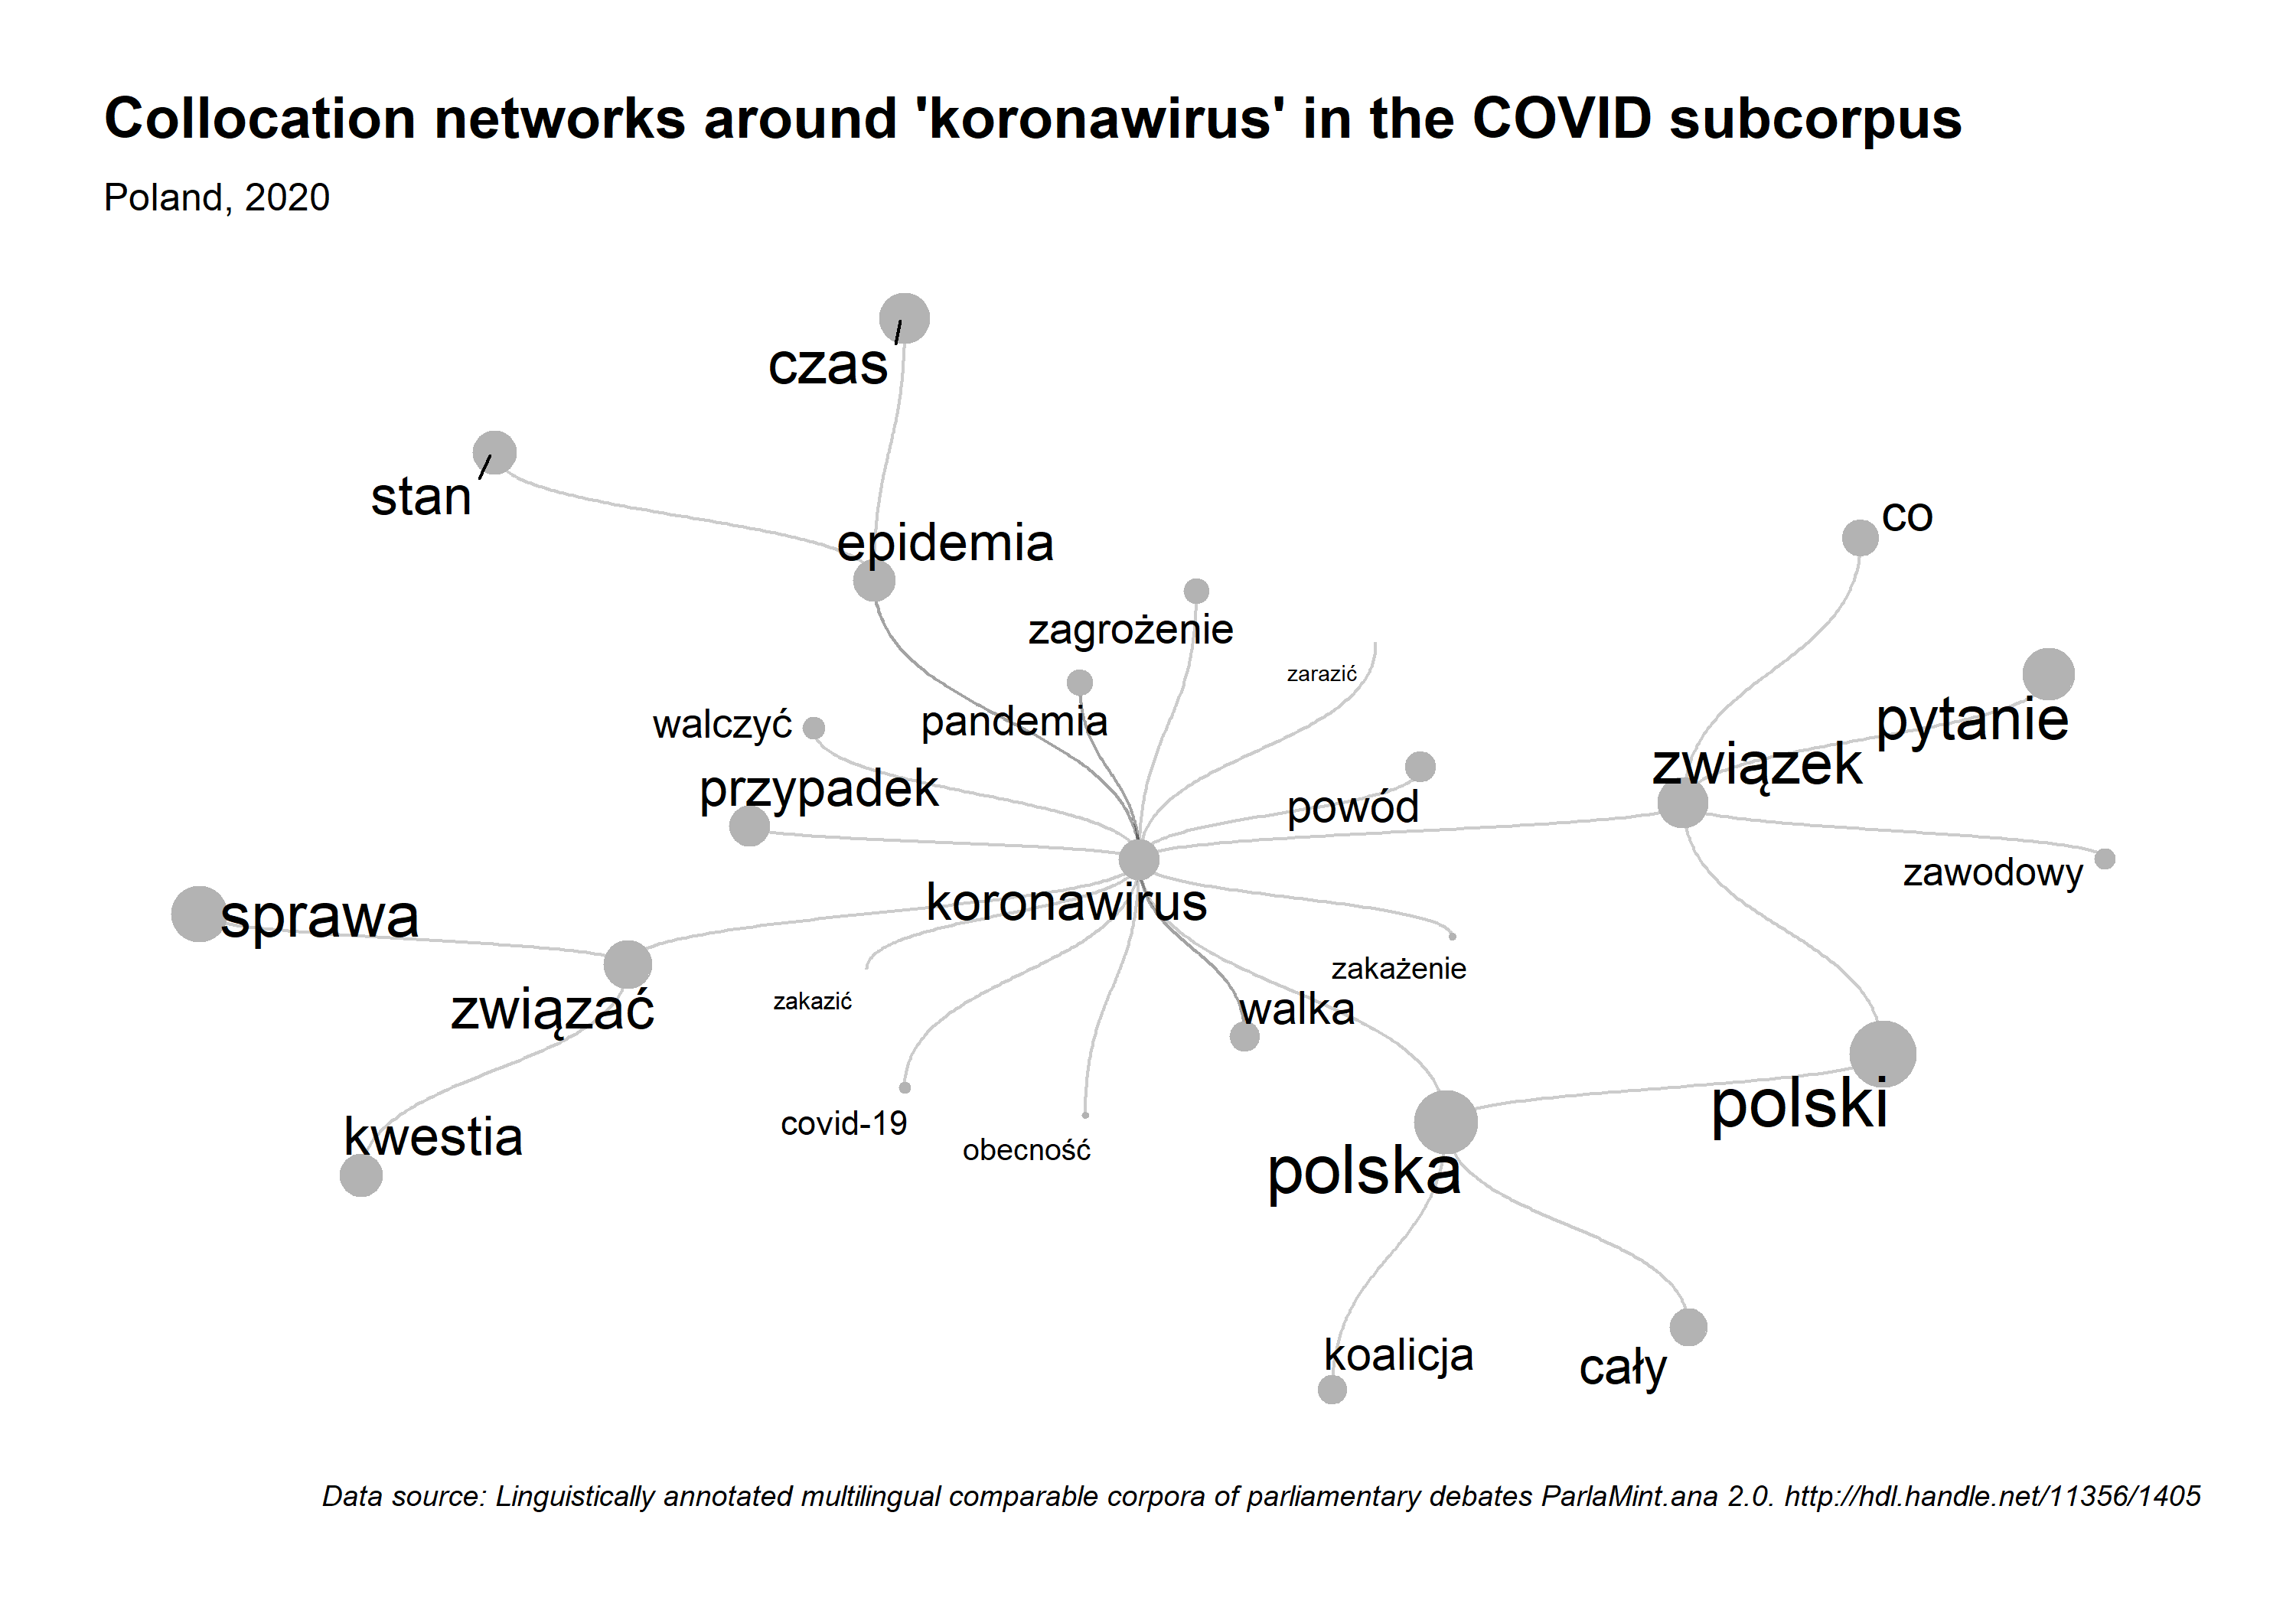 Collocation networks around 'koronawirus' in the COVID subcorpus
Poland, 2020
czas
stan
co
epidemia
zagrożenie
zarazić
pandemia
walczyć
pytanie
związek
przypadek
powód
zawodowy
koronawirus
sprawa
zakażenie
zakazić
związać
walka
polski
covid-19
kwestia
obecność
polska
koalicja
cały
Data source: Linguistically annotated multilingual comparable corpora of parliamentary debates ParlaMint.ana 2.0. http://hdl.handle.net/11356/1405